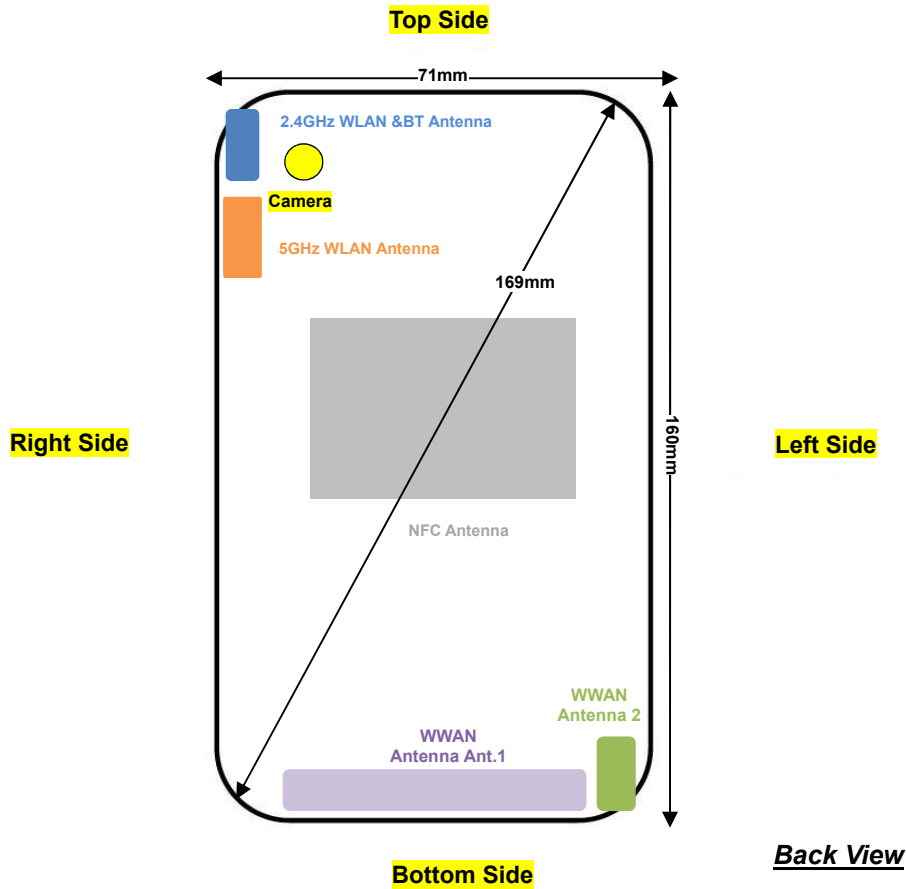 Top Side
71mm
2.4GHz WLAN &BT Antenna
Camera
5GHz WLAN Antenna
169mm
160mm
Right Side
Left Side
NFC Antenna
WWAN
Antenna 2
WWAN
Antenna Ant.1
Back View
Bottom Side